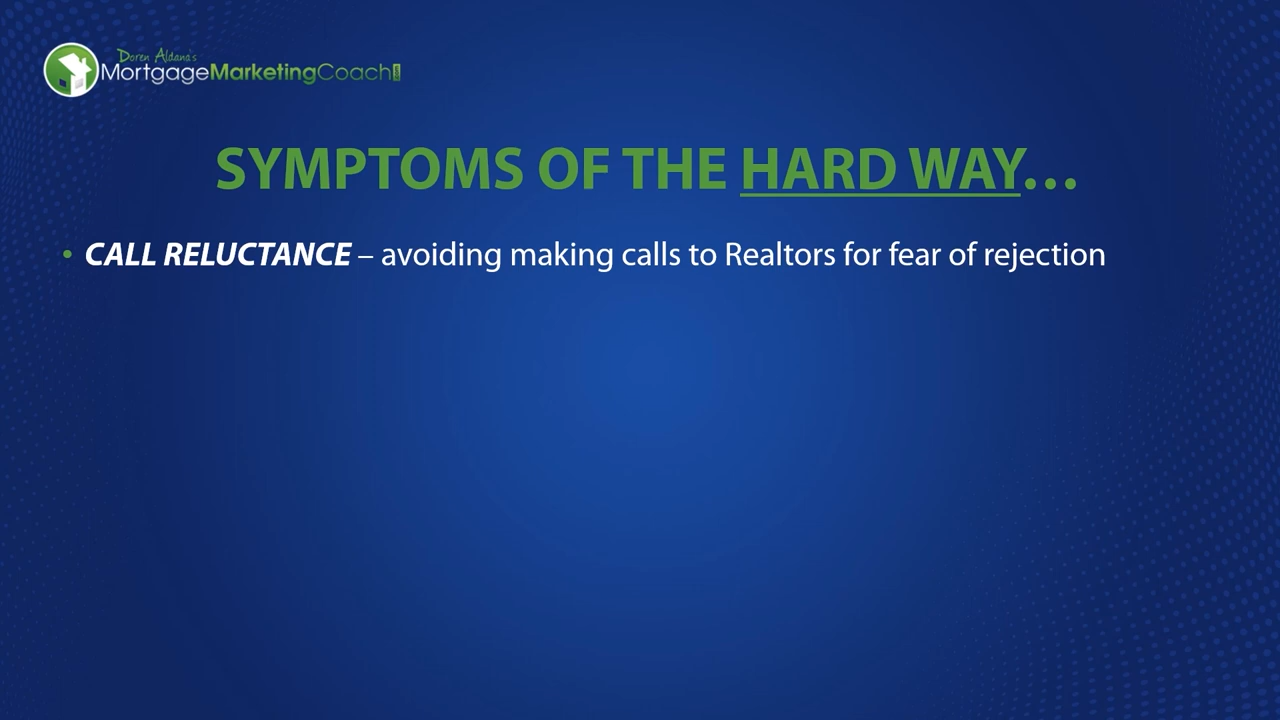 Doren Aldana's
MortgageMarketingCoach
SYMPTOMS OF THE HARD WAY…
• CALL RELUCTANCE – avoiding making calls to Realtors for fear of rejection